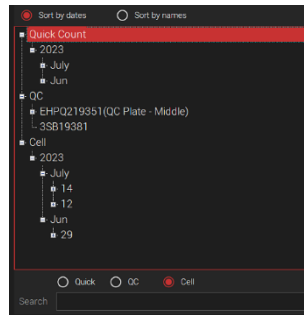 Sort by dates Sort by names
Quick Count
2023
July
Jun
QC
EHPQ219351(QC Plate - Middle)
3SB19381
Cell
2023
July
14
12
Jun
29
Quick QC Cell
Search